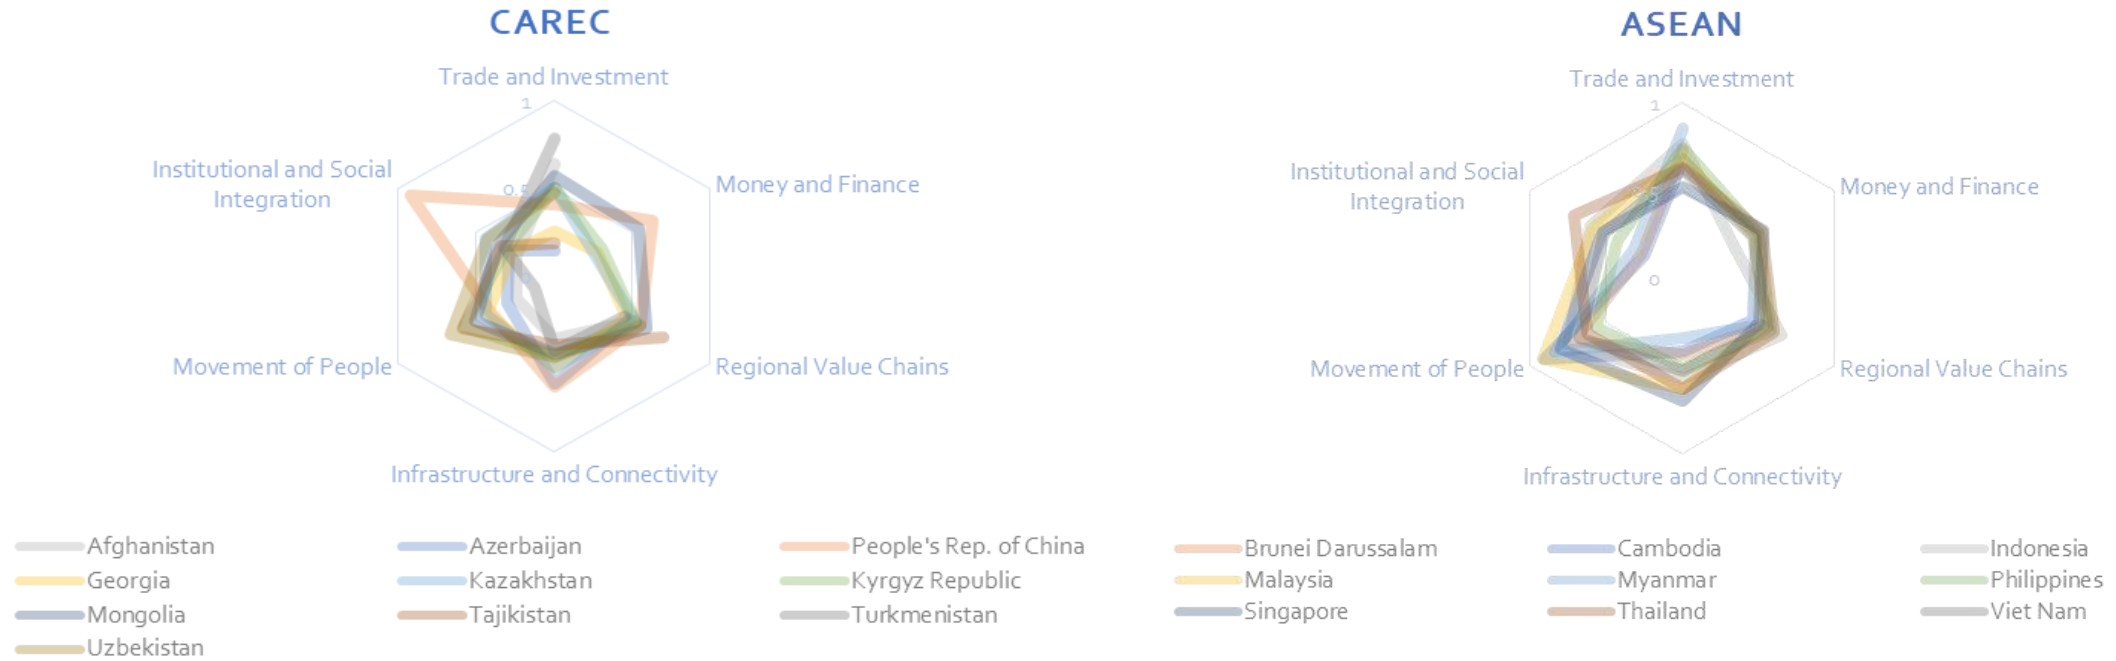 CAREC
Trade and Investment
1
Institutional and Social
Integration
0.5
Money and Finance
0
Movement of People
Regional Value Chains
Infrastructure and Connectivity
Afghanistan
Azerbaijan
People's Rep. of China
Georgia
Kazakhstan
Kyrgyz Republic
Mongolia
Tajikistan
Turkmenistan
Uzbekistan
ASEAN
Trade and Investment
1
Institutional and Social
Integration
Money and Finance
0
Movement of People
Regional Value Chains
Infrastructure and Connectivity
Brunei Darussalam
Cambodia
Indonesia
Malaysia
Myanmar
Philippines
Singapore
Thailand
Viet Nam